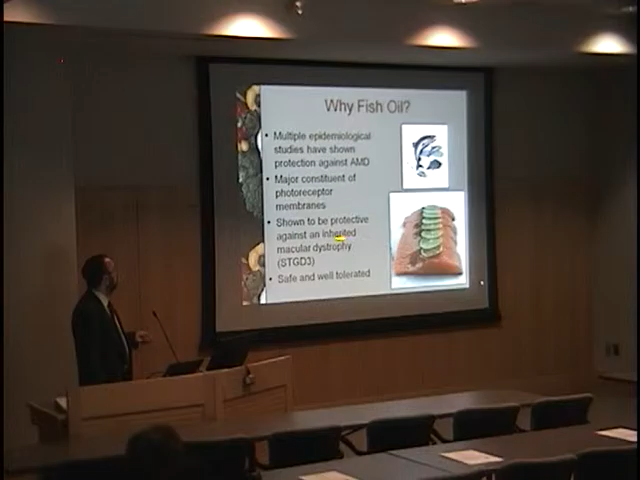 Why Fish Oil?
• Multiple epidemiological
studies have shown
protection against AMD
• Major constituent of
photoreceptor
membranes
• Shown to be protective
against an inherited
macular dystrophy
(STGD3)
• Safe and well tolerated